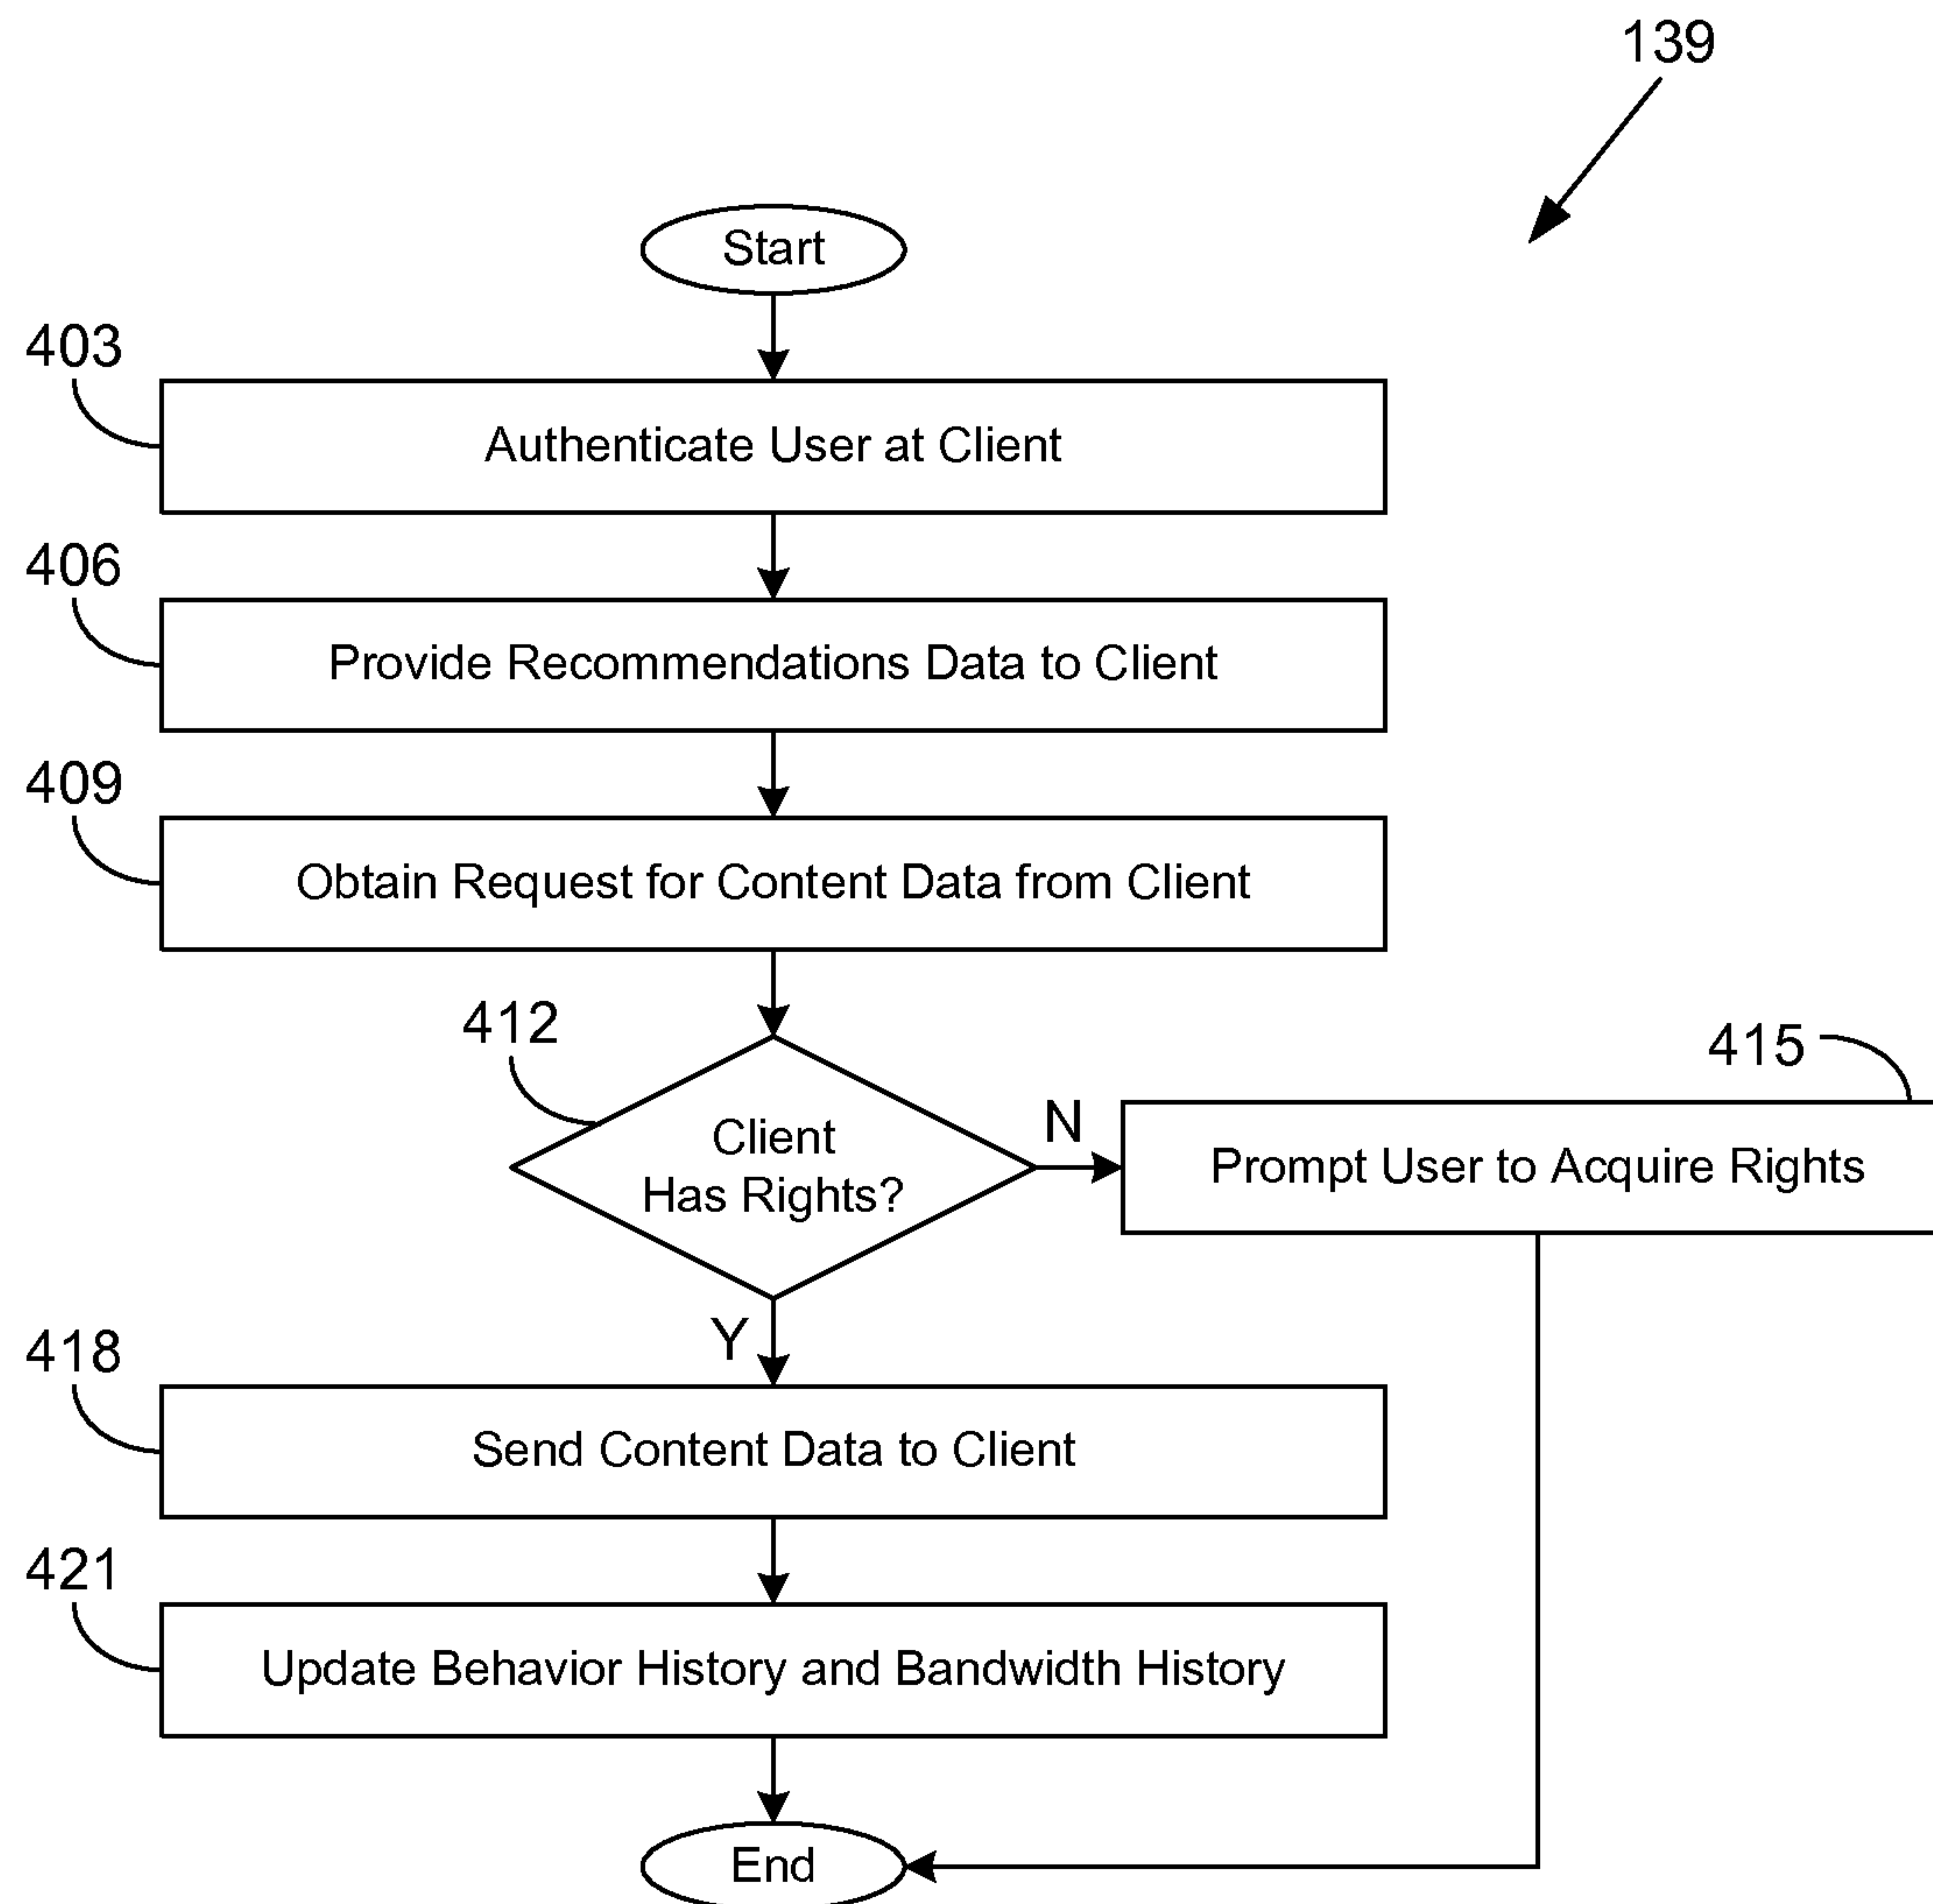 139
Start
403
Authenticate User at Client
406
Provide Recommendations Data to Client
409
Obtain Request for Content Data from Client
412
Client
Has Rights?
N
415
Prompt User to Acquire Rights
Y
418
Send Content Data to Client
421
Update Behavior History and Bandwidth History
End